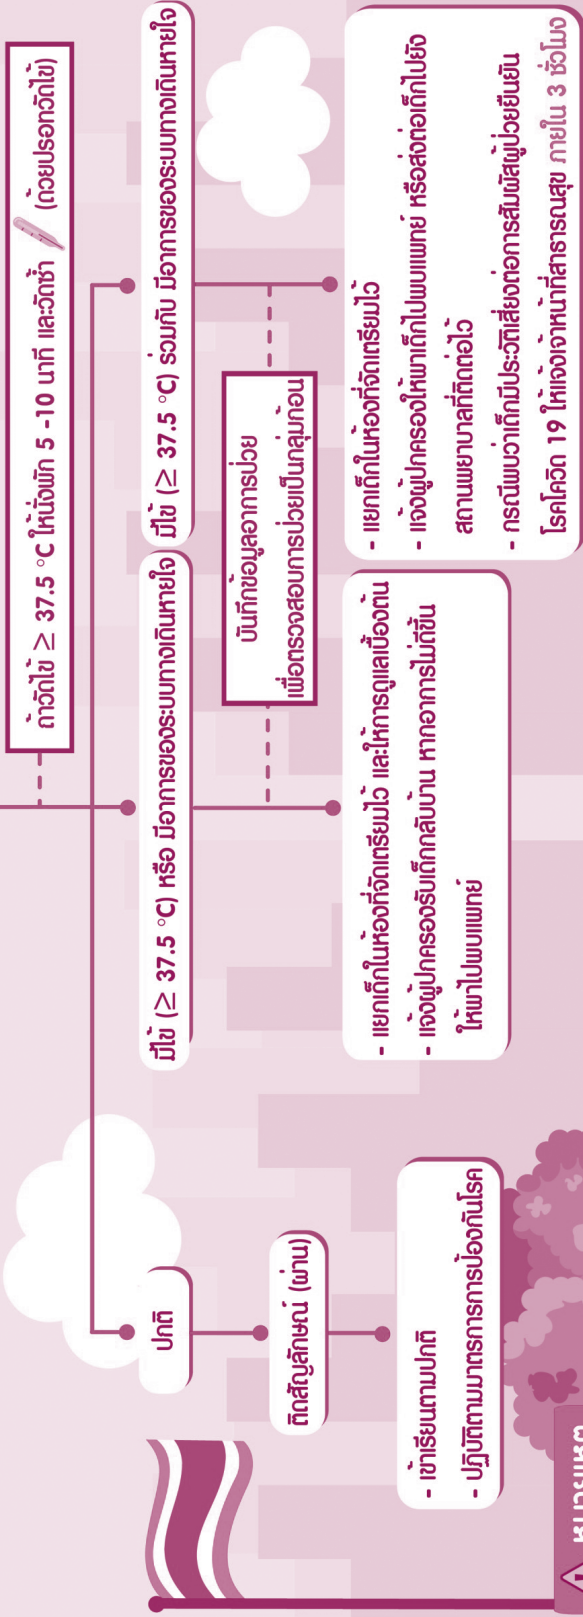 ถ้าวัดไข้ ≥ 37.5 °C ให้นั่งพัก 5 -10 นาที และวัดซ้ำ (ด้วยปรอทวัดไข้)
ปกติ
มีไข้ (≥ 37.5 °C) หรือ มีอาการของระบบทางเดินหายใจ
มีไข้ (≥ 37.5 °C) ร่วมกับ มีอาการของระบบทางเดินหายใจ
ติดสัญลักษณ์ (ผ่าน)
บันทึกข้อมูลอาการป่วย
เพื่อตรวจสอบการป่วยเป็นกลุ่มก้อน
- เข้าเรียนตามปกติ
- ปฏิบัติตามมาตรการการป้องกันโรค
- แยกเด็กในห้องที่จัดเตรียมไว้ และให้การดูแลเบื้องต้น
- แจ้งผู้ปกครองรับเด็กกลับบ้าน หากอาการไม่ดีขึ้น
ให้พาไปพบแพทย์
- แยกเด็กในห้องที่จัดเตรียมไว้
- แจ้งผู้ปกครองให้พาเด็กไปพบแพทย์ หรือส่งต่อเด็กไปยัง
สถานพยาบาลที่ติดต่อไว้
- กรณีพบว่าเด็กมีประวัติเสี่ยงต่อการสัมผัสผู้ป่วยยืนยัน
โรคโควิด 19 ให้แจ้งเจ้าหน้าที่สาธารณสุข ภายใน 3 ชั่วโมง